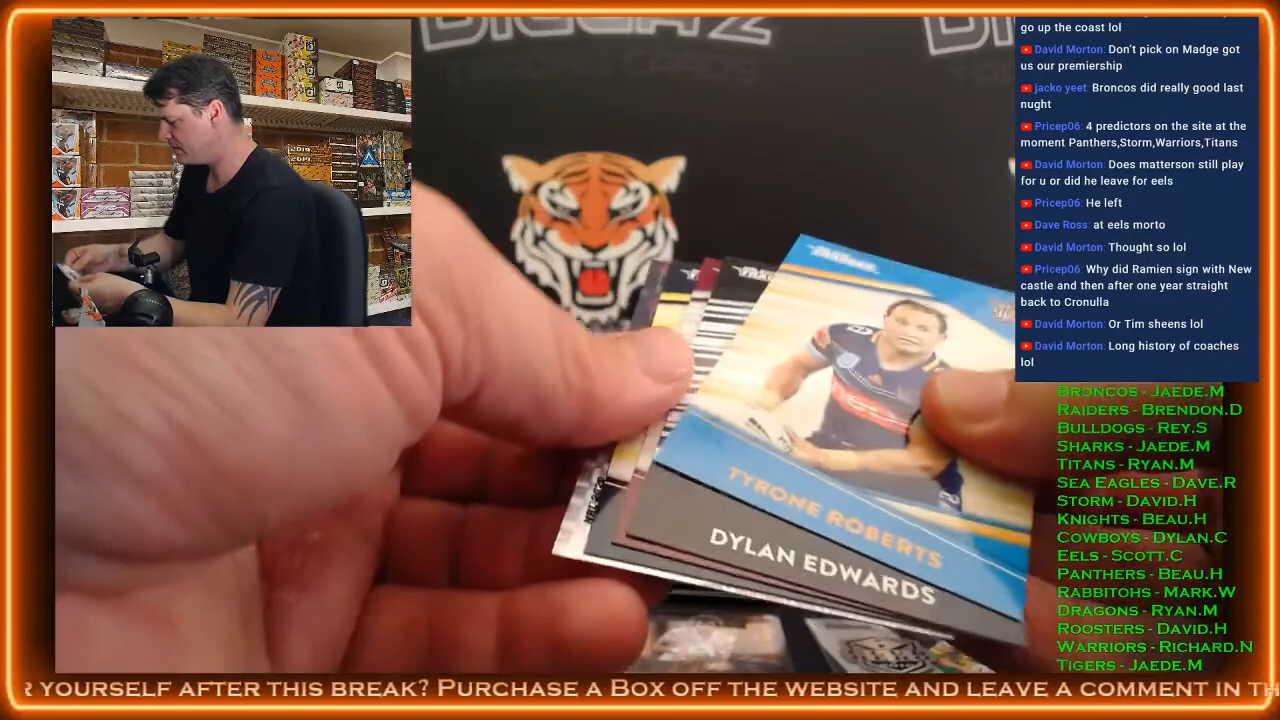 go up the coast lol
David Morton: Don't pick on Madge got
us our premiership
jacko yeet: Broncos did really good last
nught
Pricep06: 4 predictors on the site at the
moment Panthers,Storm,Warriors,Titans
David Morton: Does matterson still play
for u or did he leave for eels
Pricep06: He left
Dave Ross: at eels morto
David Morton: Thought so lol
Pricep06: Why did Ramien sign with New
castle and then after one year straight
back to Cronulla
David Morton: Or Tim sheens lol
David Morton: Long history of coaches
lol
Broncos - Jaede.M
Raiders - Brendon.D
Bulldogs - Rey.S
Sharks - Jaede.M
Titans - Ryan.M
Sea Eagles - Dave.R
Storm - David.H
Knights - Beau.H
Cowboys - Dylan.C
Eels - Scott.C
Panthers - Beau.H
Rabbitohs - Mark.W
Dragons - Ryan.M
Roosters - David.H
Warriors - Richard.N
Tigers - Jaede.M
TYRONE ROBERTS
DYLAN EDWARDS
2019
2019
r yourself after this break? Purchase a Box off the website and leave a comment in th